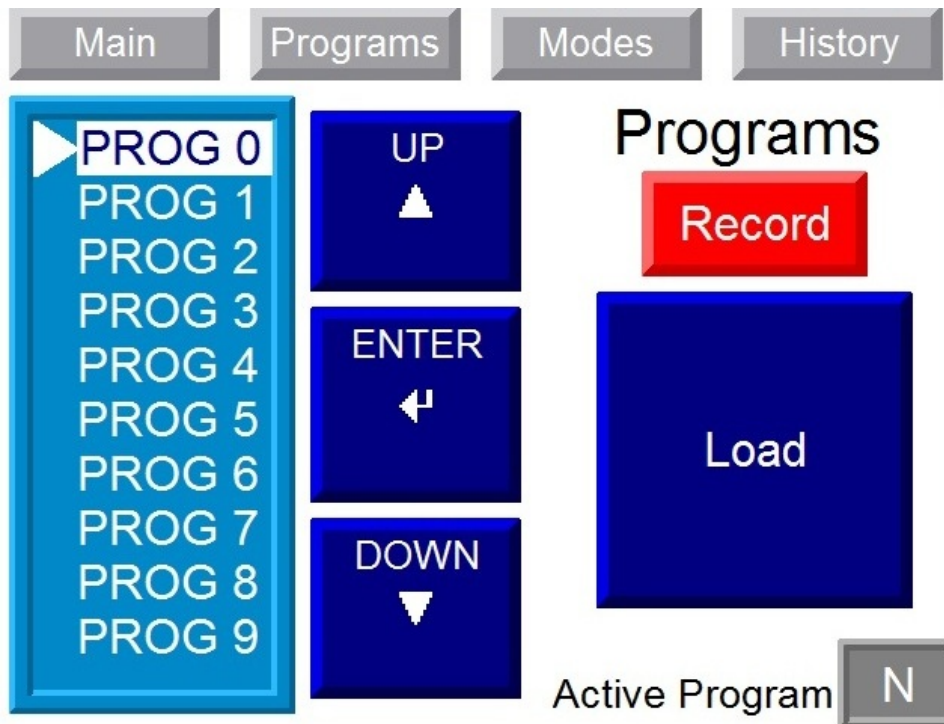 Main Programs Modes History
PROG 0
PROG 1
PROG 2
PROG 3
PROG 4
PROG 5
PROG 6
PROG 7
PROG 8
PROG 9
UP
ENTER
DOWN
Programs
Record
Load
Active Program N